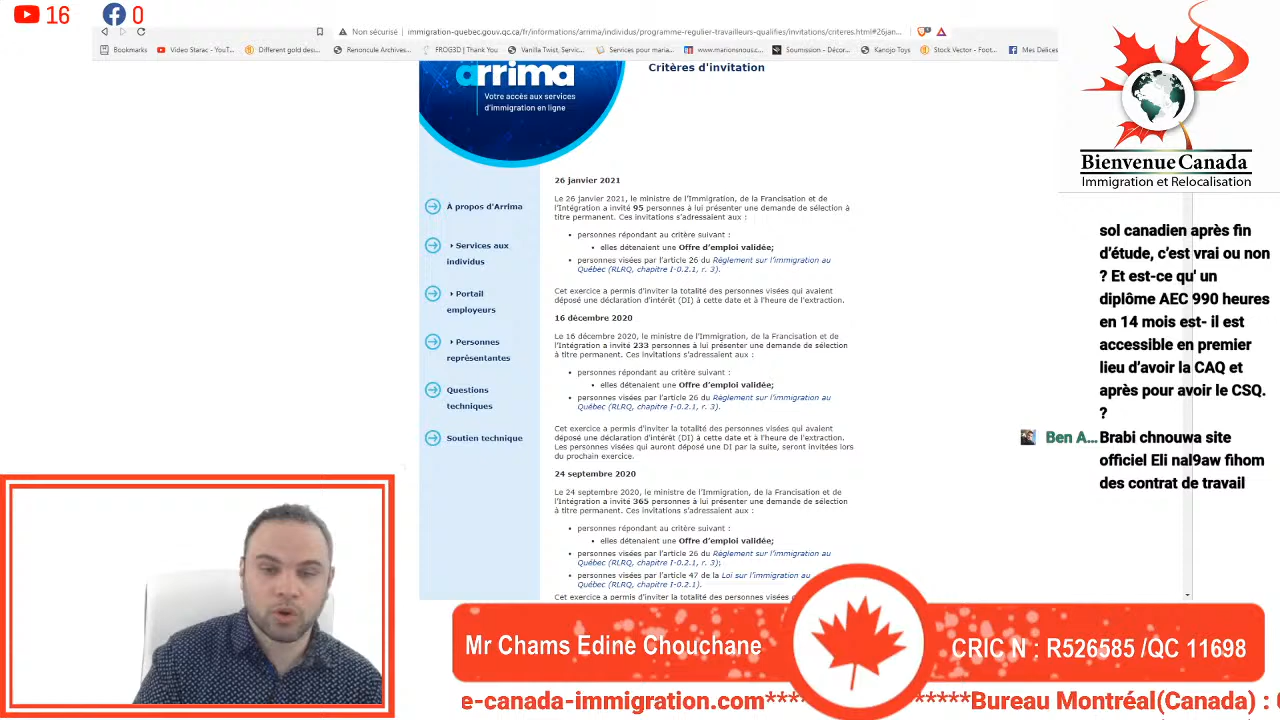 16
0
Non sécurisé
immigration-quebec.gouv.qc.ca/fr/informations/arrima/individus/programme-regulier-travailleurs-qualifies/invitations/criteres.html#26jan...
Bookmarks
Video Starac - YouT...
Different gold des...
Renoncule Archives...
FROG3D | Thank You
Vanilla Twist, Servic...
Services pour maria...
www.marionsnous.c...
Soumission - Décor...
Kanojo Toys
Stock Vector - Foot...
Mes Delices
arrima
Votre accès aux services
d'immigration en ligne
À propos d'Arrima
Services aux
individus
Portail
employeurs
Personnes
représentantes
Questions
techniques
Soutien technique
Critères d'invitation
26 janvier 2021
Le 26 janvier 2021, le ministre de l'Immigration, de la Francisation et de
l'Intégration a invité 95 personnes à lui présenter une demande de sélection à
titre permanent. Ces invitations s'adressaient aux :
personnes répondant au critère suivant :
elles détenaient une Offre d'emploi validée;
personnes visées par l'article 26 du Règlement sur l'immigration au
Québec (RLRQ, chapitre I-0.2.1, r. 3).
Cet exercice a permis d'inviter la totalité des personnes visées qui avaient
déposé une déclaration d'intérêt (DI) à cette date et à l'heure de l'extraction.
16 décembre 2020
Le 16 décembre 2020, le ministre de l'Immigration, de la Francisation et de
l'Intégration a invité 233 personnes à lui présenter une demande de sélection
à titre permanent. Ces invitations s'adressaient aux :
personnes répondant au critère suivant :
elles détenaient une Offre d'emploi validée;
personnes visées par l'article 26 du Règlement sur l'immigration au
Québec (RLRQ, chapitre I-0.2.1, r. 3).
Cet exercice a permis d'inviter la totalité des personnes visées qui avaient
déposé une déclaration d'intérêt (DI) à cette date et à l'heure de l'extraction.
Les personnes visées qui auront déposé une DI par la suite, seront invitées lors
du prochain exercice.
24 septembre 2020
Le 24 septembre 2020, le ministre de l'Immigration, de la Francisation et de
l'Intégration a invité 365 personnes à lui présenter une demande de sélection
à titre permanent. Ces invitations s'adressaient aux :
personnes répondant au critère suivant :
elles détenaient une Offre d'emploi validée;
personnes visées par l'article 26 du Règlement sur l'immigration au
Québec (RLRQ, chapitre I-0.2.1, r. 3);
personnes visées par l'article 47 de la Loi sur l'immigration au
Québec (RLRQ, chapitre I-0.2.1).
Cet exercice a permis d'inviter la totalité des personnes visées
Bienvenue Canada
Immigration et Relocalisation
sol canadien après fin
d'étude, c'est vrai ou non
? Et est-ce qu' un
diplôme AEC 990 heures
en 14 mois est- il est
accessible en premier
lieu d'avoir la CAQ et
après pour avoir le CSQ.
?
Ben A... Brabi chnouwa site
officiel Eli nal9aw fihom
des contrat de travail
Mr Chams Edine Chouchane
CRIC N : R526585 /QC 11698
e-canada-immigration.com**** *****Bureau Montréal(Canada) :